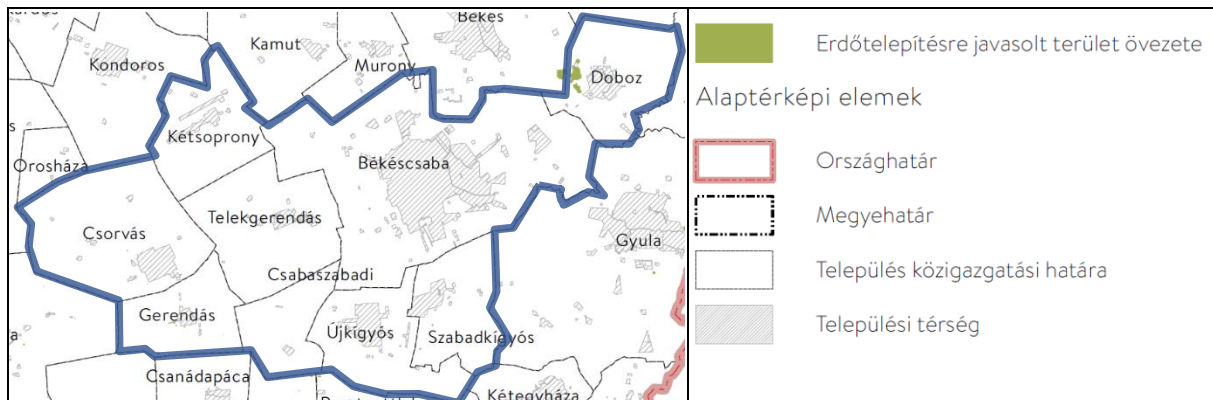 Békés
Kamut
Kondoros
Murony
Doboz
Kétsoprony
Orosháza
Békéscsaba
Telekgerendás
Csorvás
Gyula
Csabaszabadi
Gerendás
Újkígyós
Szabadkígyós
Csanádapáca
Kétegyháza
Erdőtelepítésre javasolt terület övezete
Alaptérképi elemek
Országhatár
Megyehatár
Település közigazgatási határa
Települési térség